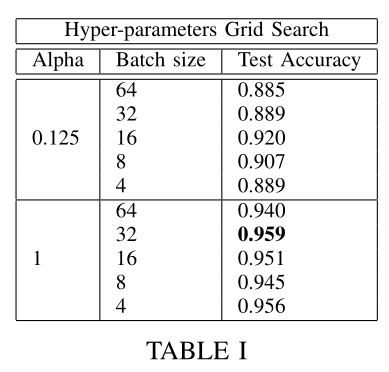 Hyper-parameters Grid Search
Alpha Batch size Test Accuracy
64 0.885
32 0.889
0.125 16 0.920
8 0.907
4 0.889
64 0.940
32 0.959
1 16 0.951
8 0.945
4 0.956
TABLE I